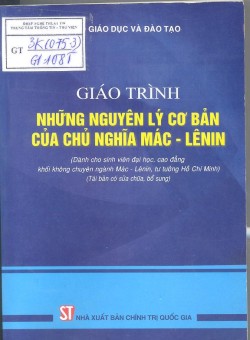 GIÁO DỤC VÀ ĐÀO TẠO
GT
GIÁO TRÌNH
NHỮNG NGUYÊN LÝ CƠ BẢN
CỦA CHỦ NGHĨA MÁC - LÊNIN
(Dành cho sinh viên đại học, cao đẳng
khối không chuyên ngành Mác - Lênin, tư tưởng Hồ Chí Minh)
(Tái bản có sửa chữa, bổ sung)
ST
NHÀ XUẤT BẢN CHÍNH TRỊ QUỐC GIA